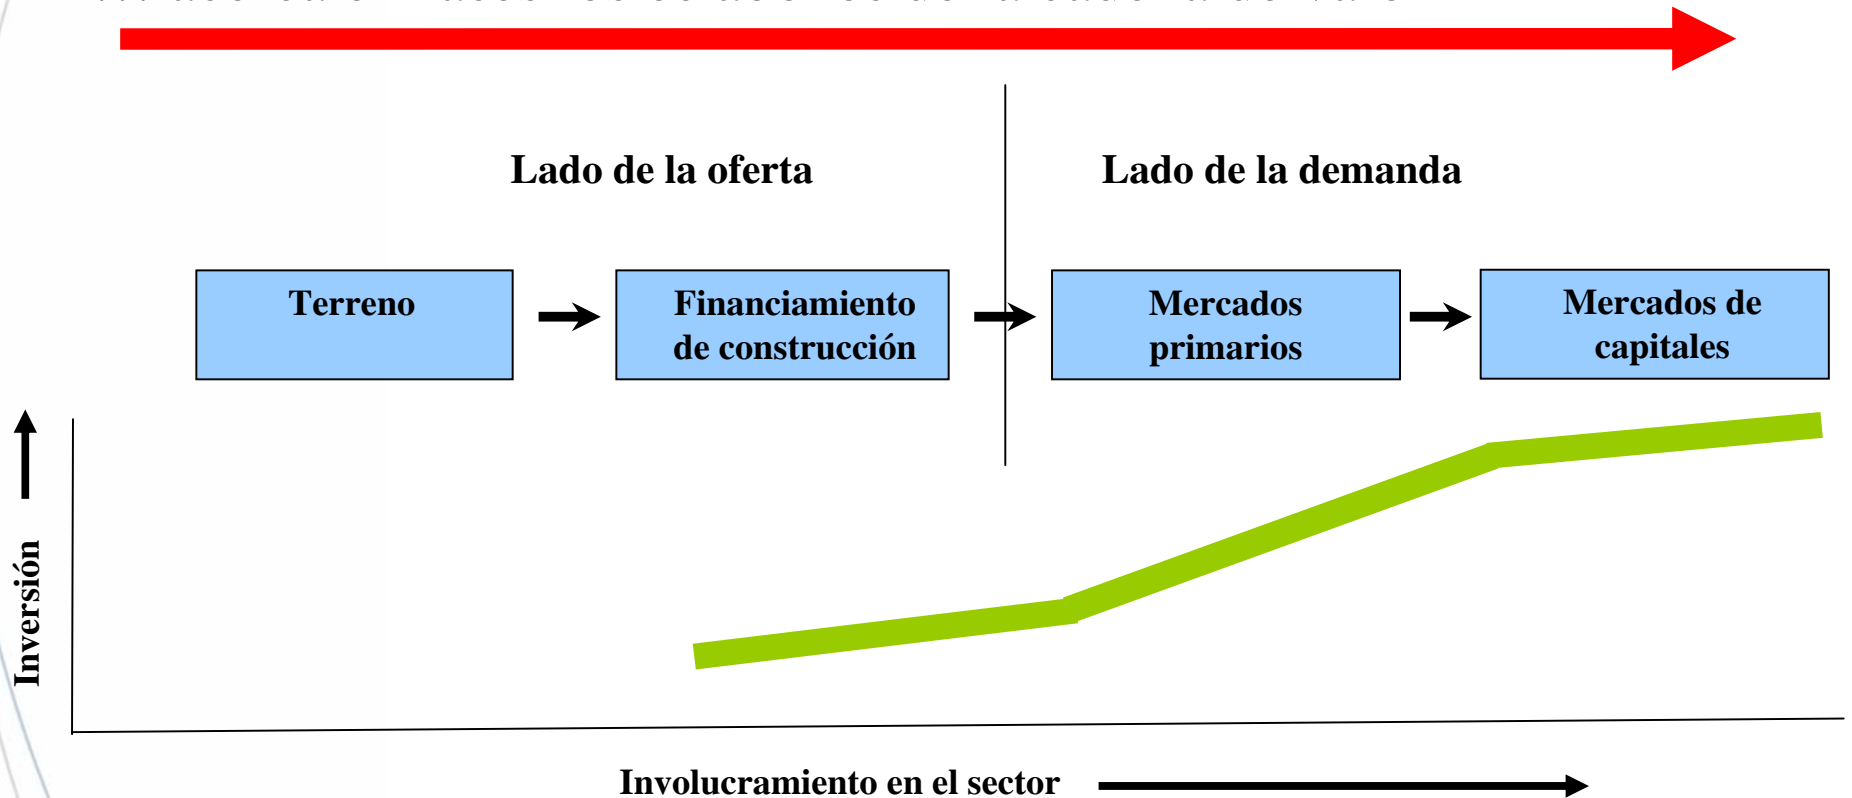 Lado de la oferta
Lado de la demanda
Terreno
Financiamiento
de construcción
Mercados
primarios
Mercados de
capitales
Inversión
Involucramiento en el sector